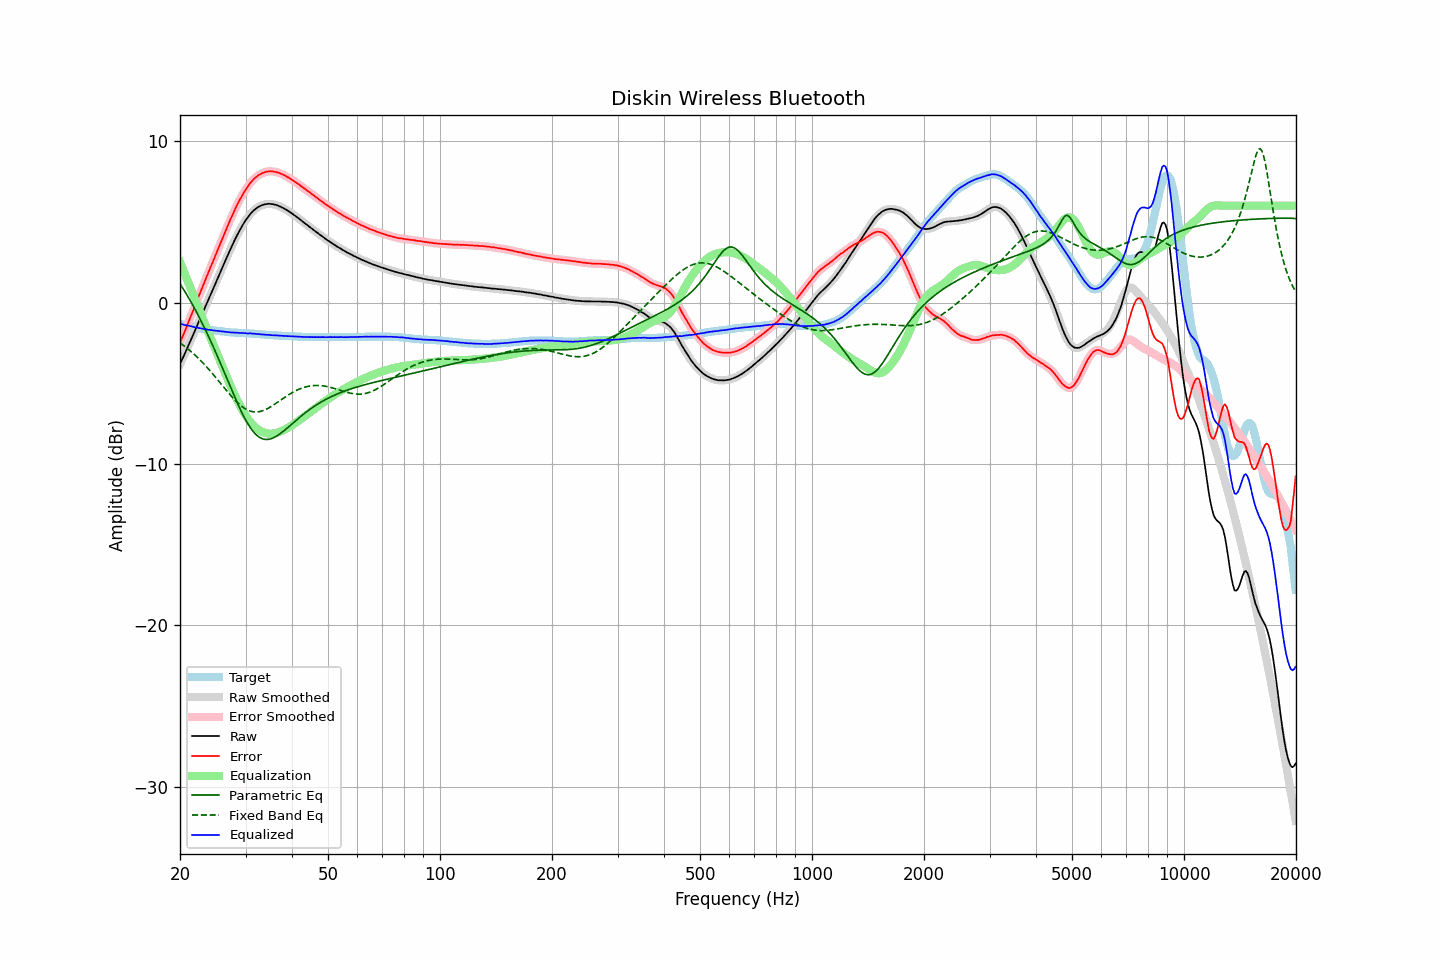 Diskin Wireless Bluetooth
10
0
−10
−20
−30
Amplitude (dBr)
Target
Raw Smoothed
Error Smoothed
Raw
Error
Equalization
Parametric Eq
Fixed Band Eq
Equalized
20 50 100 200 500 1000 2000 5000 10000 20000
Frequency (Hz)